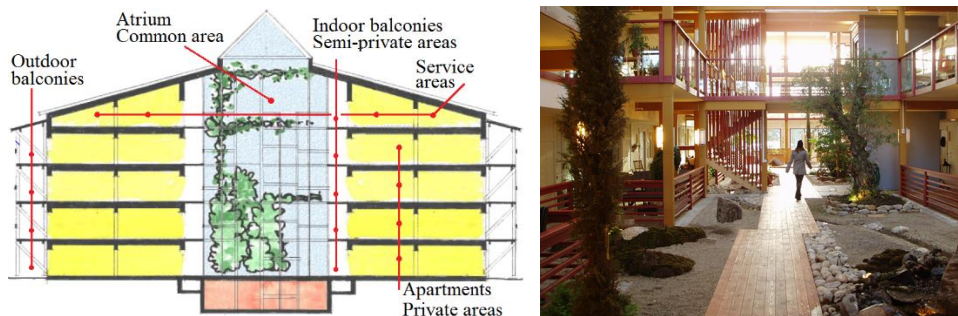 Atrium
Common area
Indoor balconies
Semi-private areas
Outdoor
balconies
Service
areas
Apartments
Private areas